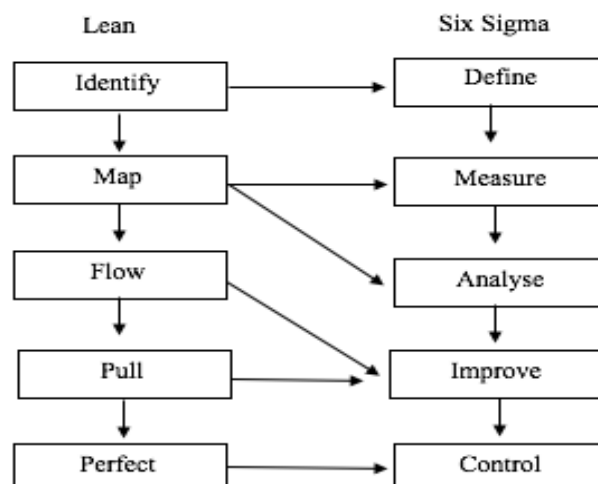 Lean
Six Sigma
Identify
Define
Map
Measure
Flow
Analyse
Pull
Improve
Perfect
Control